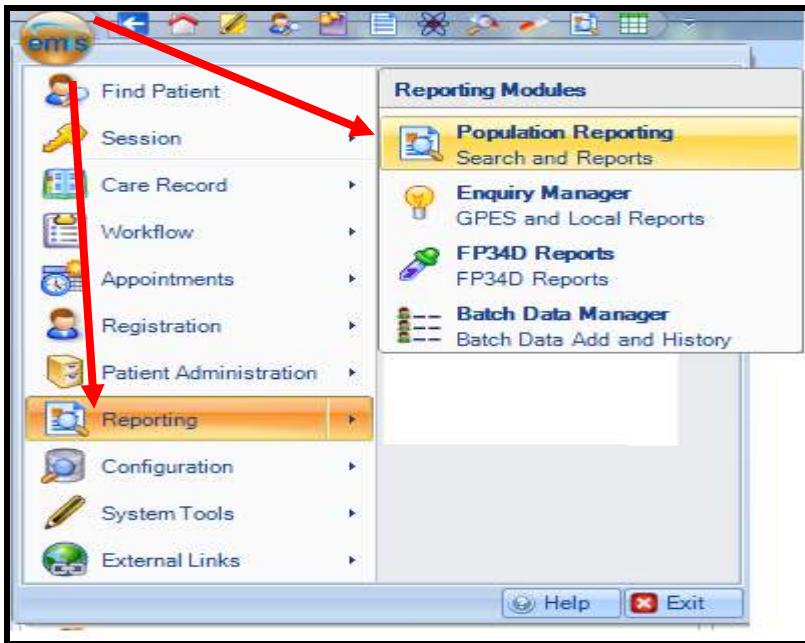 emis
Find Patient
Session
Care Record
Workflow
Appointments
Registration
Patient Administration
Reporting
Configuration
System Tools
External Links
Reporting Modules
Population Reporting
Search and Reports
Enquiry Manager
GPES and Local Reports
FP34D Reports
FP34D Reports
Batch Data Manager
Batch Data Add and History
Help
Exit